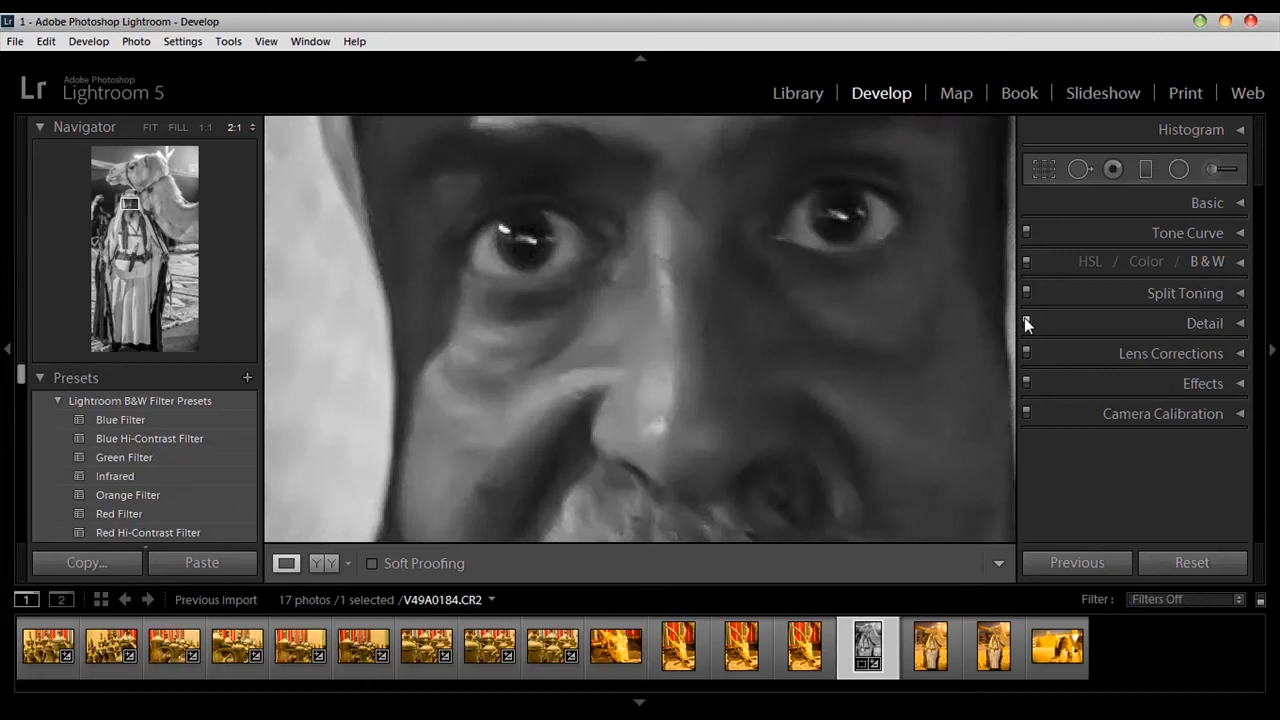 Lr 1 - Adobe Photoshop Lightroom - Develop
File Edit Develop Photo Settings Tools View Window Help
Lr Adobe Photoshop Lightroom 5
Library Develop Map Book Slideshow Print Web
Navigator FIT FILL 1:1 2:1
Histogram
Basic
Tone Curve
HSL / Color / B & W
Split Toning
Detail
Lens Corrections
Effects
Camera Calibration
Presets +
Lightroom B&W Filter Presets
Blue Filter
Blue Hi-Contrast Filter
Green Filter
Infrared
Orange Filter
Red Filter
Red Hi-Contrast Filter
Copy... Paste
Y Y Soft Proofing
Previous Reset
1 2 Previous Import 17 photos / 1 selected / V49A0184.CR2 Filter : Filters Off